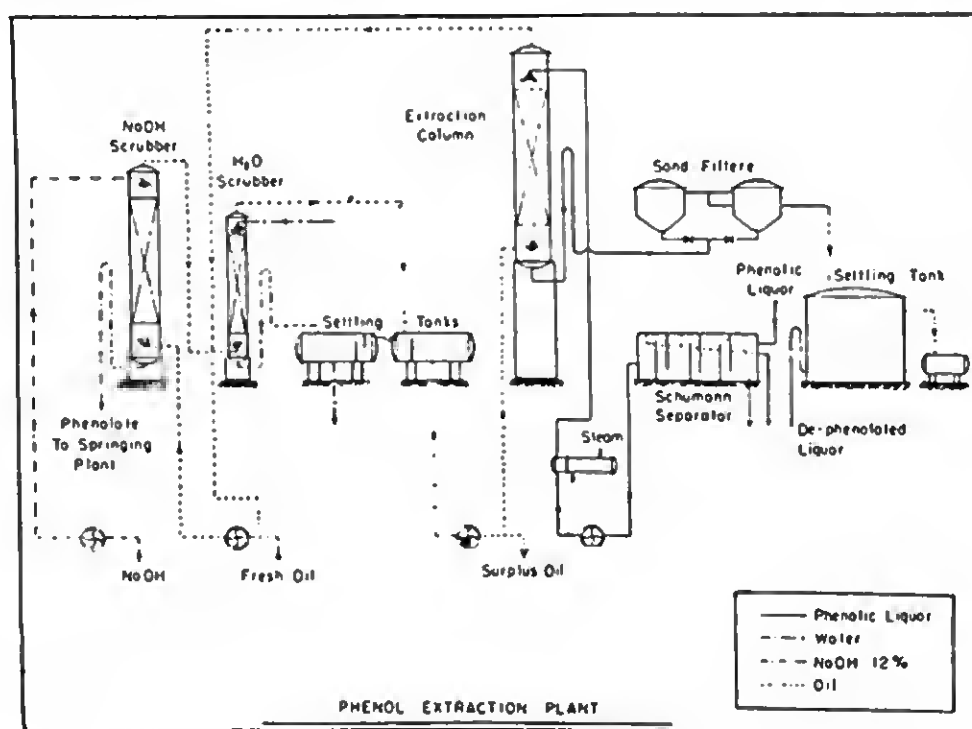 NaOH
Scrubber
H₂O
Scrubber
Extraction
Column
Sand Filters
Phenolic
Liquor
Settling Tank
Settling Tanks
Schumann
Separator
De-phenolated
Liquor
Phenolate
To Springing
Plant
Steam
NaOH
Fresh Oil
Surplus Oil
Phenolic Liquor
Water
NaOH 12%
Oil
PHENOL EXTRACTION PLANT